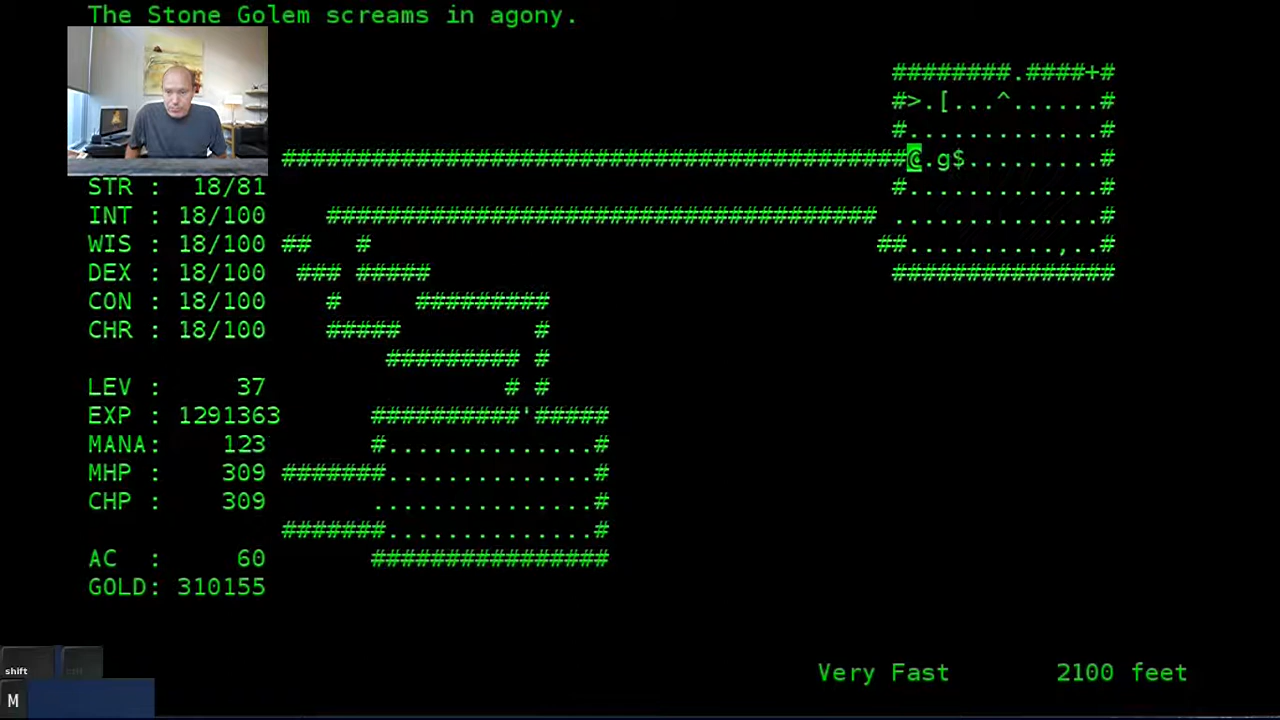 The Stone Golem screams in agony.
########.####+#
#>.[...^......#
#.............#
###########################################@.g$.........#
STR : 18/81 #.............#
INT : 18/100 ###################################### ..............#
WIS : 18/100 ## # ##..........,..#
DEX : 18/100 ### ##### ###############
CON : 18/100 # #########
CHR : 18/100 ##### #
######### #
LEV : 37 # #
EXP : 1291363 ##########'#####
MANA: 123 #..............#
MHP : 309 #######..............#
CHP : 309 ...............#
#######..............#
AC : 60 ################
GOLD: 310155
shift
M
Very Fast 2100 feet